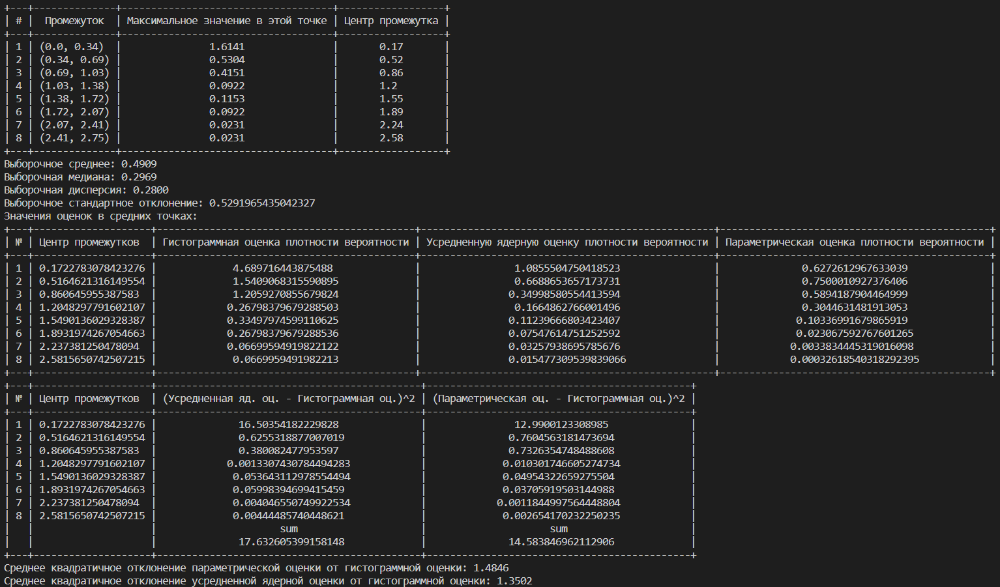 +---+--------------+------------------------------------+------------------+
| # |  Промежуток  | Максимальное значение в этой точке | Центр промежутка |
+---+--------------+------------------------------------+------------------+
| 1 | (0.0, 0.34)  |               1.6141               |       0.17       |
| 2 | (0.34, 0.69) |               0.5304               |       0.52       |
| 3 | (0.69, 1.03) |               0.4151               |       0.86       |
| 4 | (1.03, 1.38) |               0.0922               |       1.2        |
| 5 | (1.38, 1.72) |               0.1153               |       1.55       |
| 6 | (1.72, 2.07) |               0.0922               |       1.89       |
| 7 | (2.07, 2.41) |               0.0231               |       2.24       |
| 8 | (2.41, 2.75) |               0.0231               |       2.58       |
+---+--------------+------------------------------------+------------------+
Выборочное среднее: 0.4909
Выборочная медиана: 0.2969
Выборочная дисперсия: 0.2800
Выборочное стандартное отклонение: 0.5291965435042327
Значения оценок в средних точках:
+---+--------------------+--------------------------------------------+--------------------------------------------------+----------------------------------------------+
| № | Центр промежутков  | Гистограммная оценка плотности вероятности | Усредненную ядерную оценку плотности вероятности | Параметрическая оценка плотности вероятности |
+---+--------------------+--------------------------------------------+--------------------------------------------------+----------------------------------------------+
| 1 | 0.1722783078423276 |             4.689716443875488              |                1.0855504750418523                |              0.6272612967633039              |
| 2 | 0.5164621316149554 |             1.5409068315590895             |                0.6688653657173731                |              0.7500010927376406              |
| 3 | 0.860645955387583  |             1.2059270855679824             |               0.34998580554413594                |              0.5894187904464999              |
| 4 | 1.2048297791602107 |            0.26798379679288503             |                0.1664862766001496                |              0.3044631481913053              |
| 5 | 1.5490136029328387 |            0.33497974599110625             |               0.11239666803423407                |             0.10336991679865919              |
| 6 | 1.8931974267054663 |            0.26798379679288536             |               0.07547614751252592                |             0.023067592767601265             |
| 7 | 2.237381250478094  |            0.06699594919822122             |               0.03257938695785676                |            0.0033834445319016098             |
| 8 | 2.5815650742507215 |             0.0669959491982213             |               0.015477309539839066               |            0.00032618540318292395            |
+---+--------------------+--------------------------------------------+--------------------------------------------------+----------------------------------------------+
+---+--------------------+---------------------------------------------+---------------------------------------------+
| № | Центр промежутков  | (Усредненная яд. оц. - Гистограммная оц.)^2 | (Параметрическая оц. - Гистограммная оц.)^2 |
+---+--------------------+---------------------------------------------+---------------------------------------------+
| 1 | 0.1722783078423276 |              16.50354182229828              |               12.9900123308985              |
| 2 | 0.5164621316149554 |              0.6255318877007019             |              0.7604563181473694             |
| 3 | 0.860645955387583  |              0.380082477953597              |              0.7326354748488608             |
| 4 | 1.2048297791602107 |            0.0013307430784494283            |             0.010301746605274734            |
| 5 | 1.5490136029328387 |             0.053643112978554494            |             0.04954322659275504             |
| 6 | 1.8931974267054663 |             0.05998394699415459             |             0.03705919503144988             |
| 7 | 2.237381250478094  |             0.004046550749922534            |            0.0011844997564448804            |
| 8 | 2.5815650742507215 |             0.00444485740448621             |             0.002654170232250235            |
|   |                    |                     sum                     |                     sum                     |
|   |                    |              17.632605399158148             |              14.583846962112906             |
+---+--------------------+---------------------------------------------+---------------------------------------------+
Среднее квадратичное отклонение параметрической оценки от гистограммной оценки: 1.4846
Среднее квадратичное отклонение усредненной ядерной оценки от гистограммной оценки: 1.3502